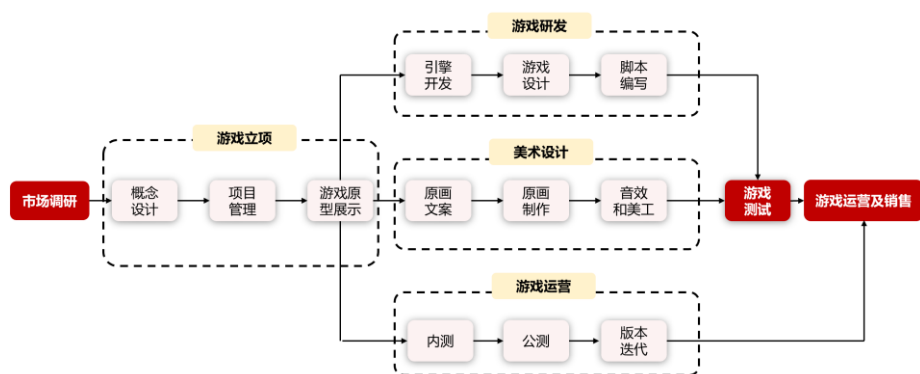 游戏研发
引擎
开发
游戏
设计
脚本
编写
游戏立项
美术设计
市场调研
概念
设计
项目
管理
游戏原
型展示
原画
文案
原画
制作
音效
和美工
游戏
测试
游戏运营及销售
游戏运营
内测
公测
版本
迭代